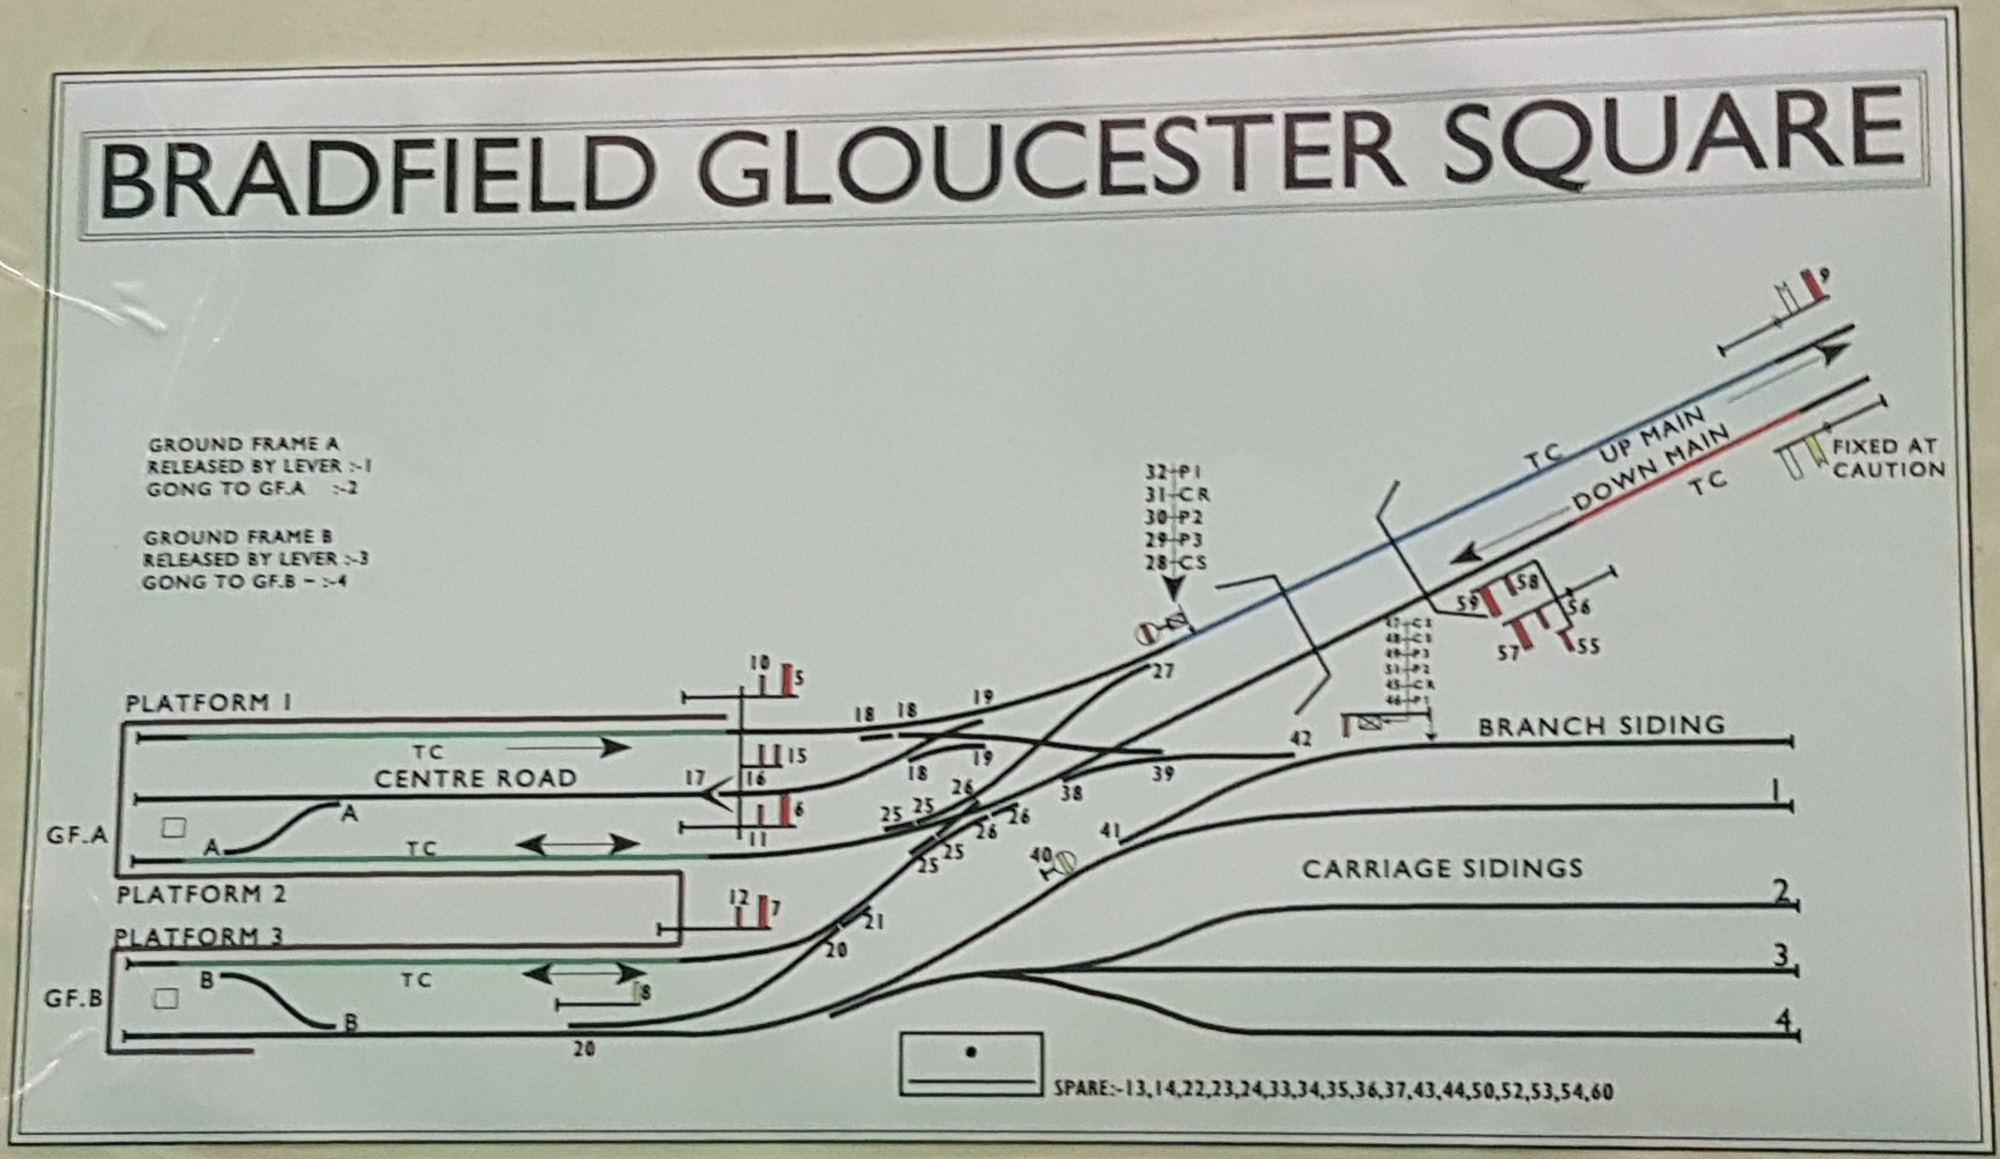 BRADFIELD GLOUCESTER SQUARE
9
UP MAIN
TC
DOWN MAIN
TC
FIXED AT
CAUTION
GROUND FRAME A
RELEASED BY LEVER :-1
GONG TO GF.A :-2
GROUND FRAME B
RELEASED BY LEVER :-3
GONG TO GF.B - :-4
32 P1
31 CR
30 P2
29 P3
28 CS
59
58
56
57
55
27
10
5
PLATFORM 1
18
18
19
TC
15
CENTRE ROAD
17
16
18
19
39
42
BRANCH SIDING
A
A
GF.A
6
11
25
25
26
26
26
38
1
TC
25
25
41
40
PLATFORM 2
CARRIAGE SIDINGS
12
7
2
PLATFORM 3
21
20
B
TC
3
GF.B
8
B
20
4
SPARE:-13,14,22,23,24,33,34,35,36,37,43,44,50,52,53,54,60